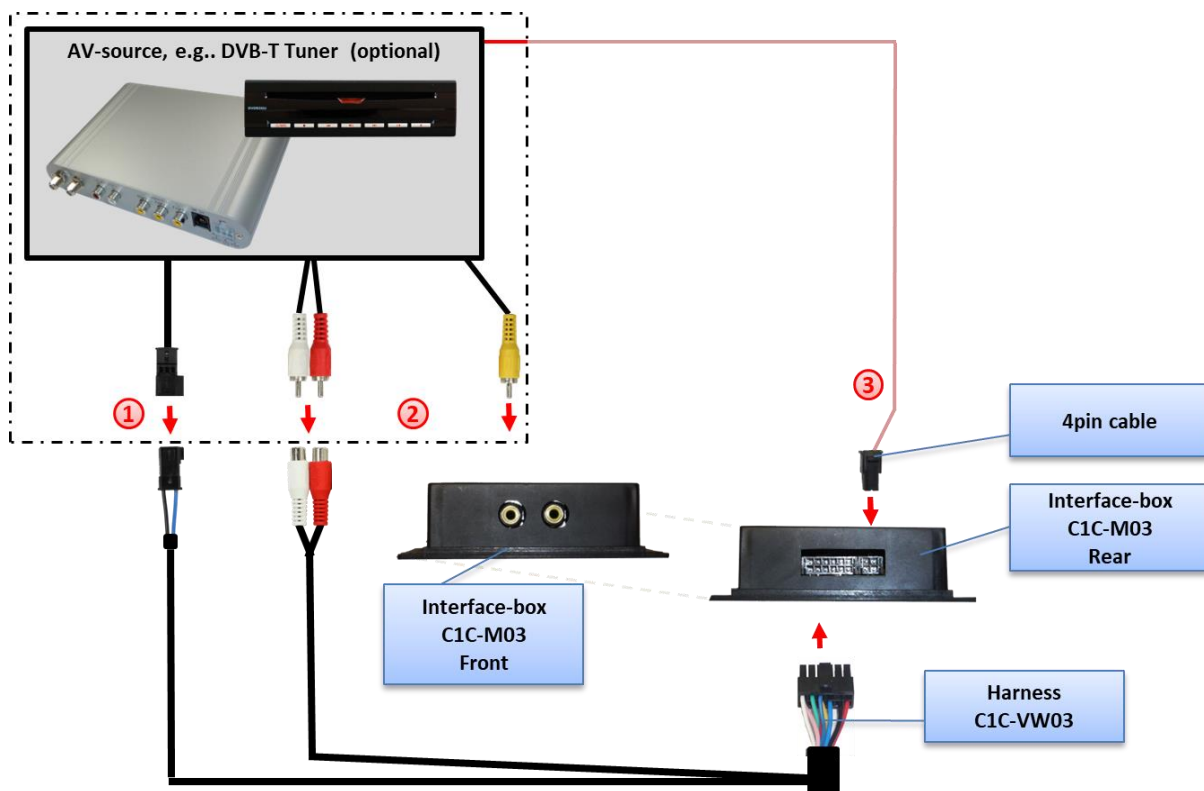 AV-source, e.g.. DVB-T Tuner (optional)
1
2
3
4pin cable
Interface-box
C1C-M03
Rear
Interface-box
C1C-M03
Front
Harness
C1C-VW03